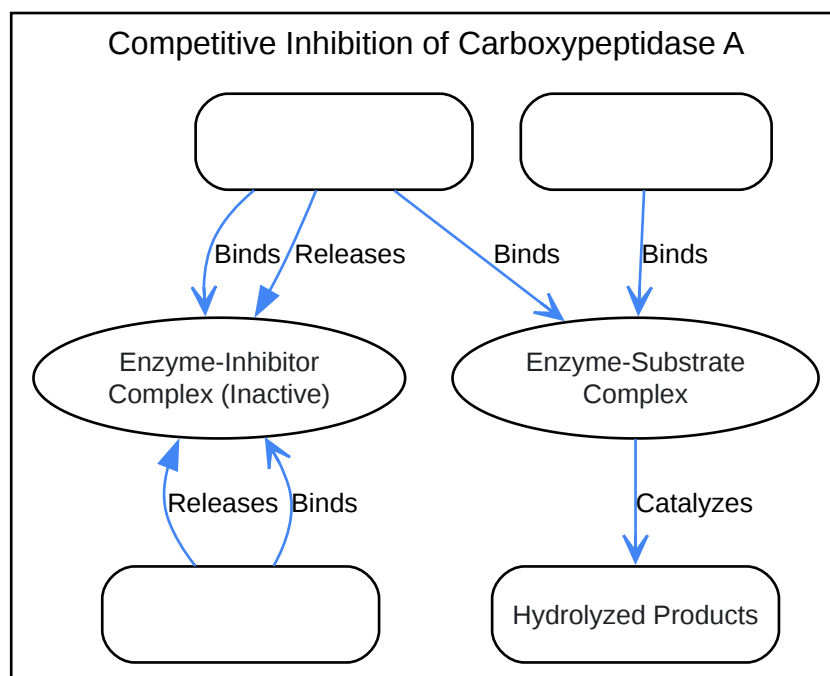 Competitive Inhibition of Carboxypeptidase A
Binds
Releases
Binds
Binds
Enzyme-Inhibitor
Complex (Inactive)
Enzyme-Substrate
Complex
Releases
Binds
Catalyzes
Hydrolyzed Products